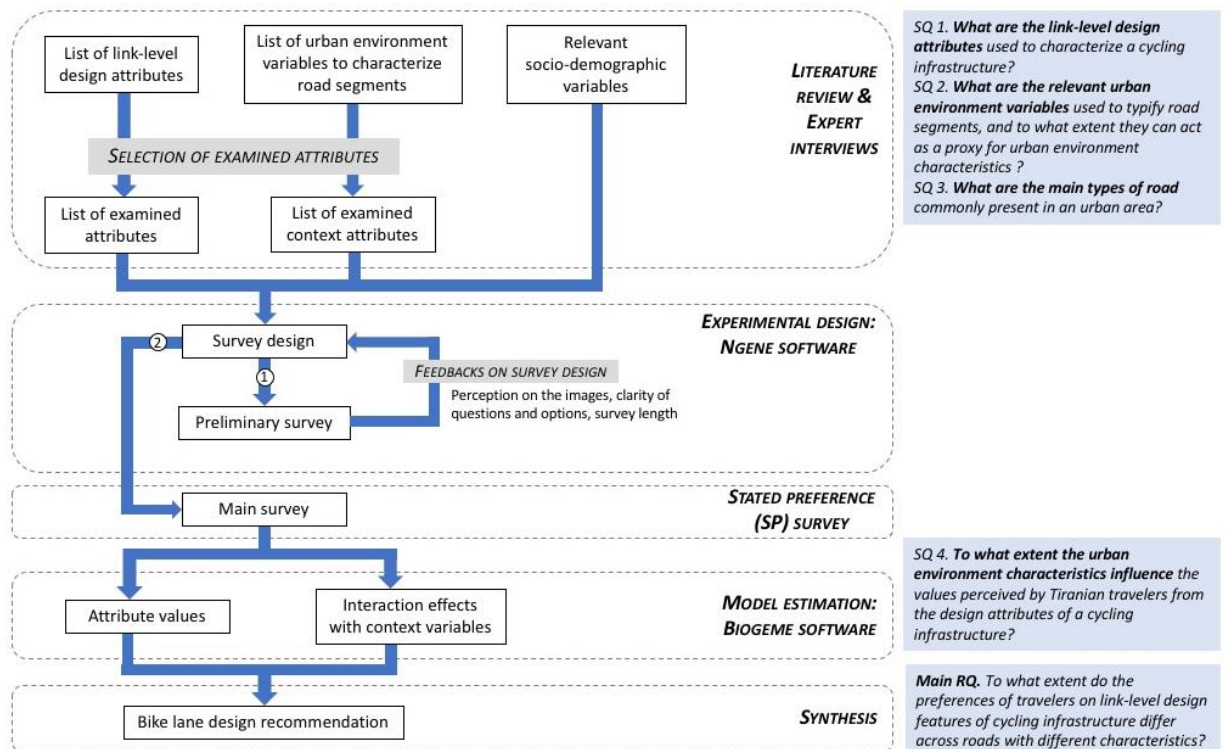 List of link-level
design attributes
List of urban environment
variables to characterize
road segments
Relevant
socio-demographic
variables
LITERATURE
REVIEW &
EXPERT
INTERVIEWS
SELECTION OF EXAMINED ATTRIBUTES
List of examined
attributes
List of examined
context attributes
SQ 1. What are the link-level design
attributes used to characterize a cycling
infrastructure?
SQ 2. What are the relevant urban
environment variables used to typify road
segments, and to what extent they can act
as a proxy for urban environment
characteristics ?
SQ 3. What are the main types of road
commonly present in an urban area?
EXPERIMENTAL DESIGN:
NGENE SOFTWARE
Survey design
2
1
FEEDBACKS ON SURVEY DESIGN
Perception on the images, clarity of
questions and options, survey length
Preliminary survey
STATED PREFERENCE
(SP) SURVEY
Main survey
Attribute values
Interaction effects
with context variables
MODEL ESTIMATION:
BIOGEME SOFTWARE
SQ 4. To what extent the urban
environment characteristics influence the
values perceived by Tiranian travelers from
the design attributes of a cycling
infrastructure?
Bike lane design recommendation
SYNTHESIS
Main RQ. To what extent do the
preferences of travelers on link-level design
features of cycling infrastructure differ
across roads with different characteristics?